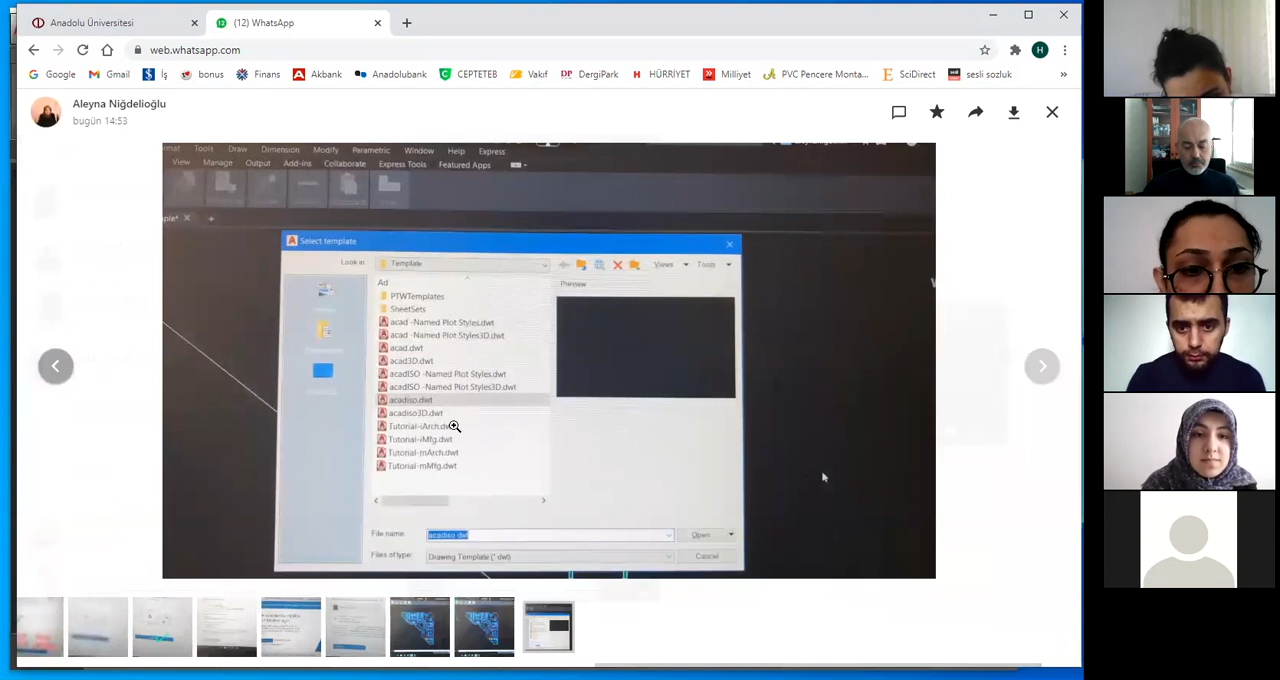 Anadolu Üniversitesi
(12) WhatsApp
web.whatsapp.com
H
Google Gmail İş bonus Finans Akbank Anadolubank CEPTETEB Vakıf DergiPark HÜRRİYET Milliyet PVC Pencere Monta... SciDirect sesli sozluk »
Aleyna Niğdelioğlu
bugün 14:53
Tools Draw Dimension Modify Parametric Window Help Express
View Manage Output Add-ins Collaborate Express Tools Featured Apps
Select template
Look in: Template Views Tools
Ad
Preview
PTWTemplates
SheetSets
acad -Named Plot Styles.dwt
acad -Named Plot Styles3D.dwt
acad.dwt
acad3D.dwt
acadISO -Named Plot Styles.dwt
acadISO -Named Plot Styles3D.dwt
acadiso.dwt
acadiso3D.dwt
Tutorial-iArch.dwt
Tutorial-iMfg.dwt
Tutorial-mArch.dwt
Tutorial-mMfg.dwt
File name: acadiso.dwt Open
Files of type: Drawing Template (*.dwt) Cancel